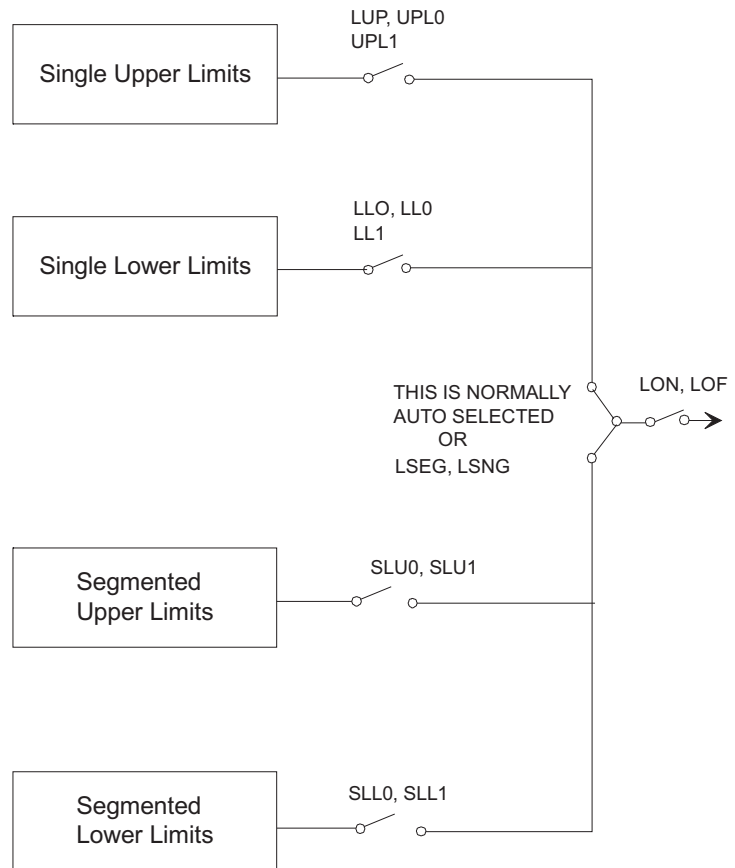 LUP, UPL0
UPL1
Single Upper Limits
LLO, LL0
LL1
Single Lower Limits
THIS IS NORMALLY
AUTO SELECTED
OR
LSEG, LSNG
LON, LOF
Segmented
Upper Limits
SLU0, SLU1
Segmented
Lower Limits
SLL0, SLL1